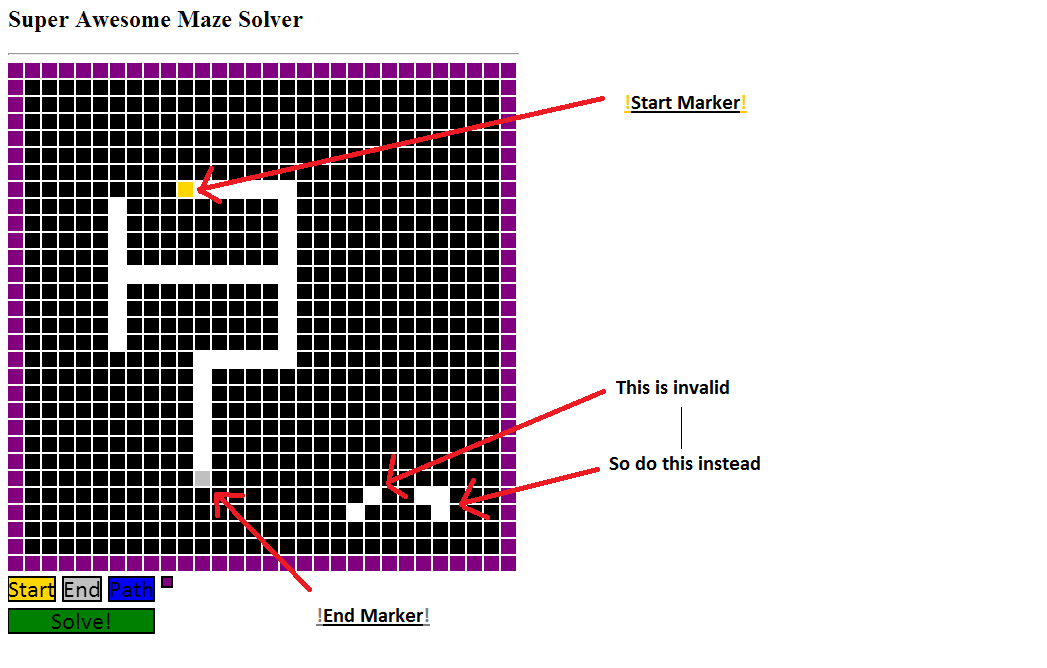 Super Awesome Maze Solver
!Start Marker!
This is invalid
So do this instead
Start End Path
Solve!
!End Marker!